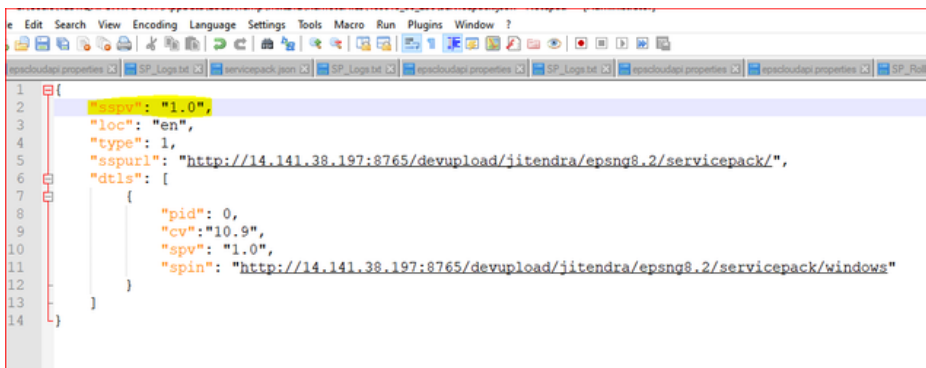 e Edit Search View Encoding Language Settings Tools Macro Run Plugins Window ?
epscloudapi.properties SP_Logs.txt servicepack.json SP_Logs.txt epscloudapi.properties epscloudapi.properties epscloudapi.properties
1 {
2 "sspv": "1.0",
3 "loc": "en",
4 "type": 1,
5 "sspurl": "http://14.141.38.197:8765/devupload/jitendra/epsng8.2/servicepack/",
6 "dtls": [
7 {
8 "pid": 0,
9 "cv":"10.9",
10 "spv": "1.0",
11 "spin": "http://14.141.38.197:8765/devupload/jitendra/epsng8.2/servicepack/windows"
12 }
13 ]
14 }